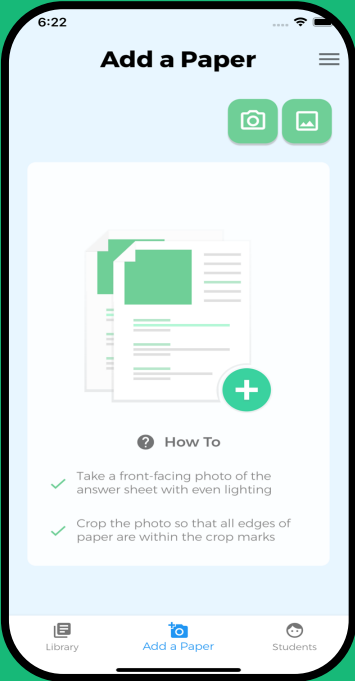 6:22
Add a Paper
How To
Take a front-facing photo of the
answer sheet with even lighting
Crop the photo so that all edges of
paper are within the crop marks
Library
Add a Paper
Students